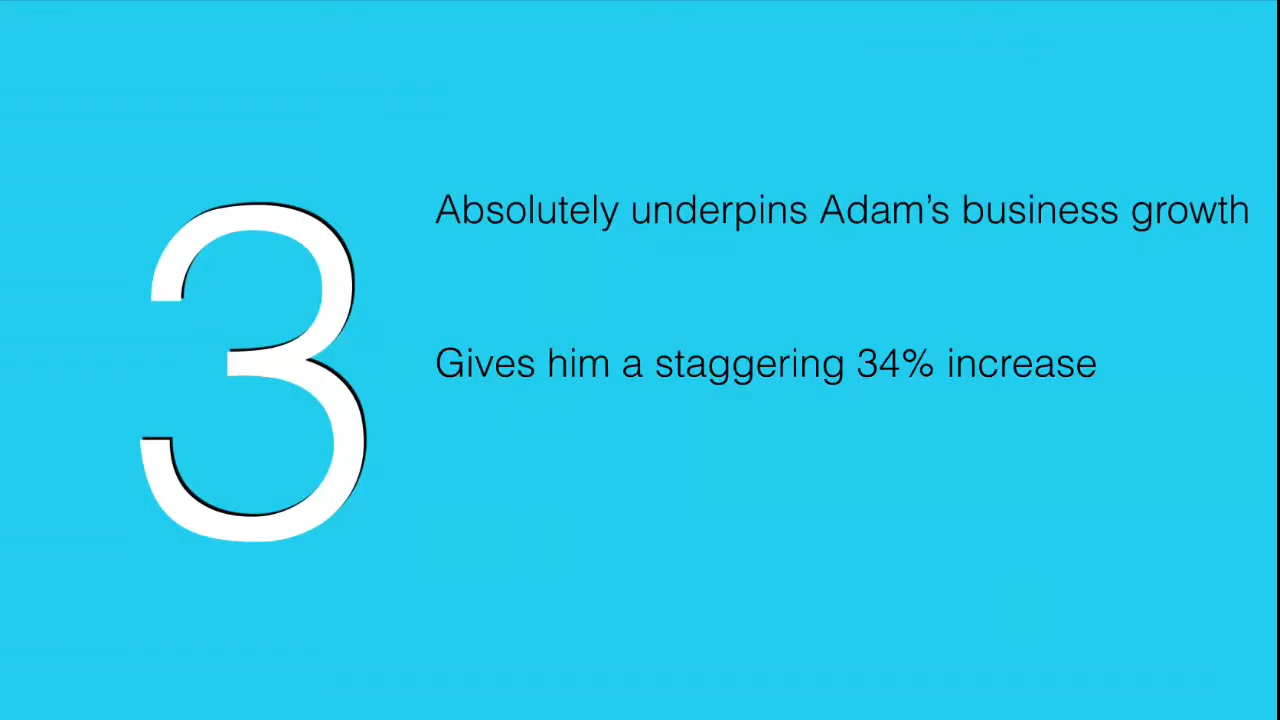 3
Absolutely underpins Adam’s business growth
Gives him a staggering 34% increase